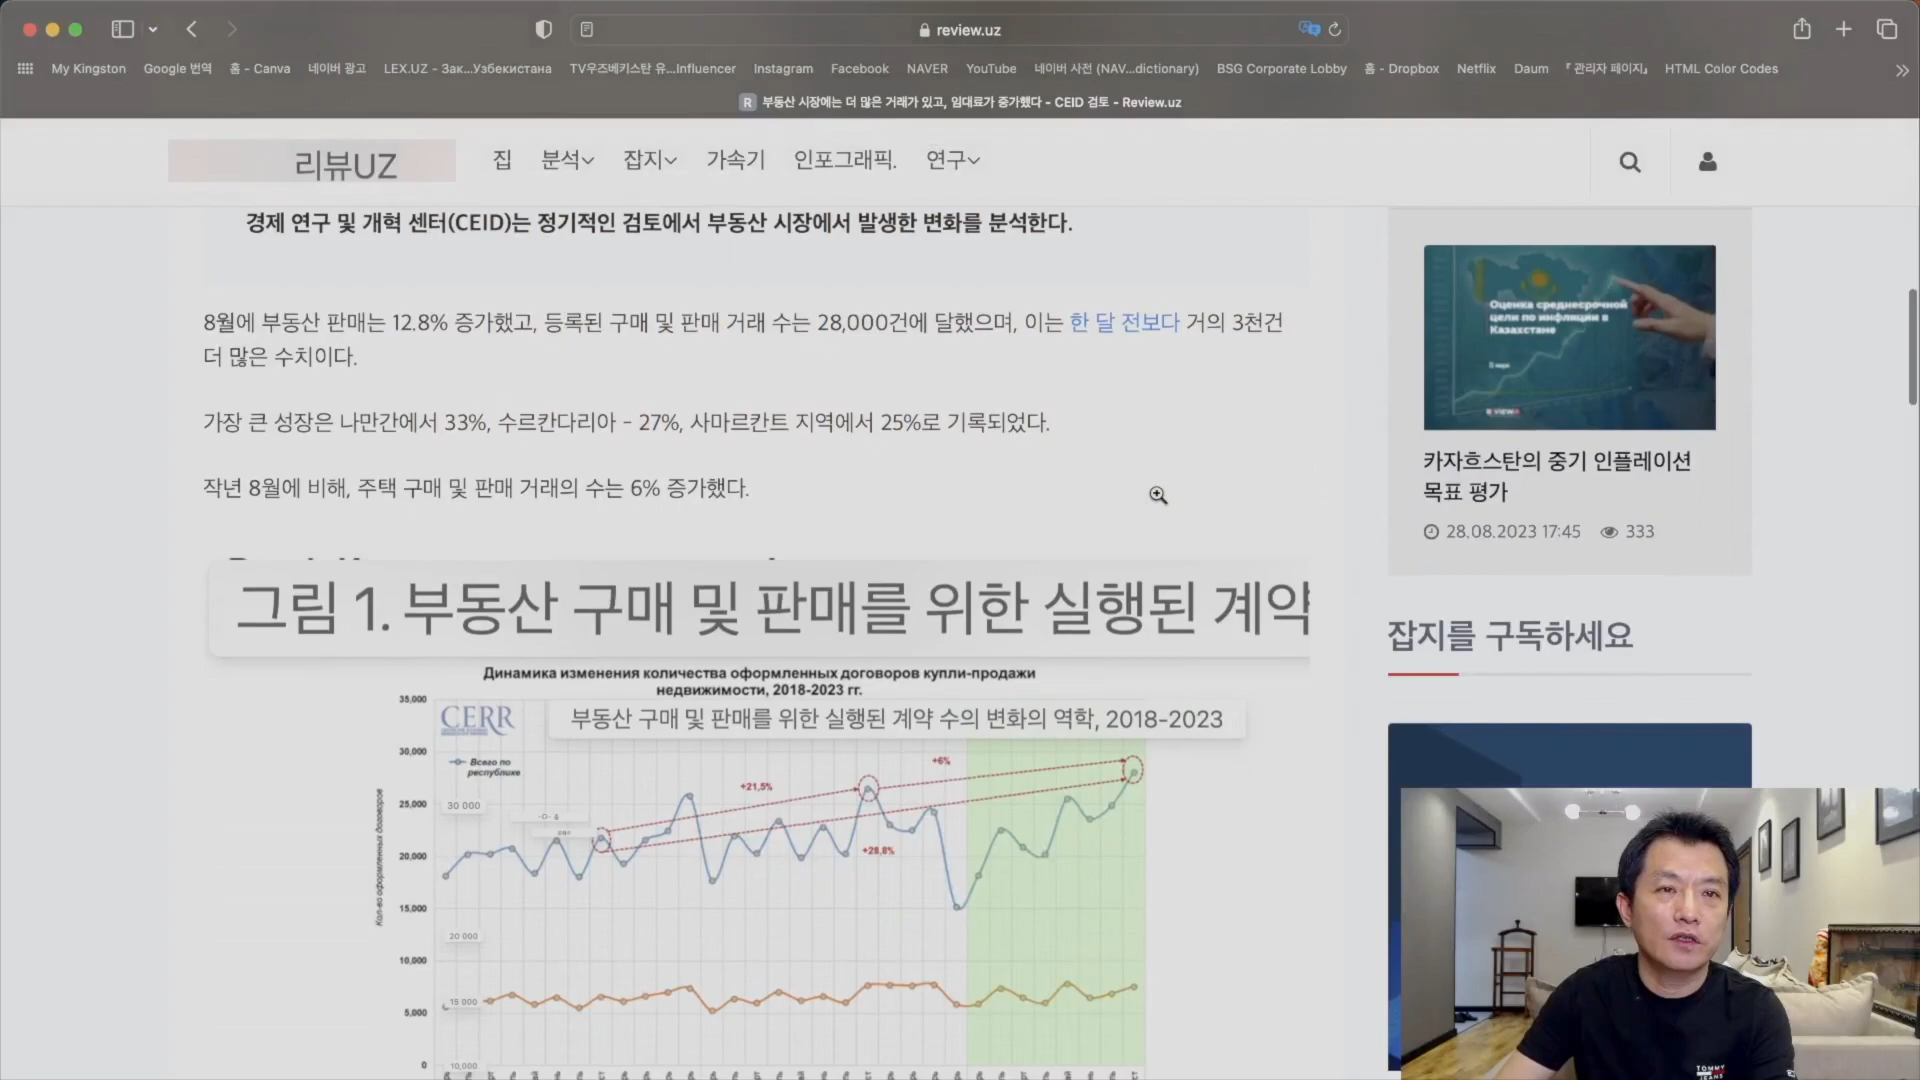 review.uz
My Kingston
Google 번역
홈 - Canva
네이버 광고
LEX.UZ - Зак...Узбекистана
TV우즈베키스탄 유...Influencer
Instagram
Facebook
NAVER
YouTube
네이버 사전 (NAV...dictionary)
BSG Corporate Lobby
홈 - Dropbox
Netflix
Daum
『 관리자 페이지』
HTML Color Codes
R 부동산 시장에는 더 많은 거래가 있고, 임대료가 증가했다 - CEID 검토 - Review.uz
리뷰UZ
집
분석
잡지
가속기
인포그래픽.
연구
경제 연구 및 개혁 센터(CEID)는 정기적인 검토에서 부동산 시장에서 발생한 변화를 분석한다.
8월에 부동산 판매는 12.8% 증가했고, 등록된 구매 및 판매 거래 수는 28,000건에 달했으며, 이는 한 달 전보다 거의 3천건
더 많은 수치이다.
가장 큰 성장은 나만간에서 33%, 수르칸다리아 - 27%, 사마르칸트 지역에서 25%로 기록되었다.
작년 8월에 비해, 주택 구매 및 판매 거래의 수는 6% 증가했다.
그림 1. 부동산 구매 및 판매를 위한 실행된 계약
Динамика изменения количества оформленных договоров купли-продажи
недвижимости, 2018-2023 гг.
부동산 구매 및 판매를 위한 실행된 계약 수의 변화의 역학, 2018-2023
CERR
Всего по
республике
Кол-во оформленных договоров
35,000
30,000
25,000
20,000
15,000
10,000
5,000
0
30 000
20 000
15 000
10,000
+21,5%
+6%
+28,8%
Оценка среднесрочной
цели по инфляции в
Казахстане
카자흐스탄의 중기 인플레이션
목표 평가
28.08.2023 17:45
333
잡지를 구독하세요
TOMMY
JEANS